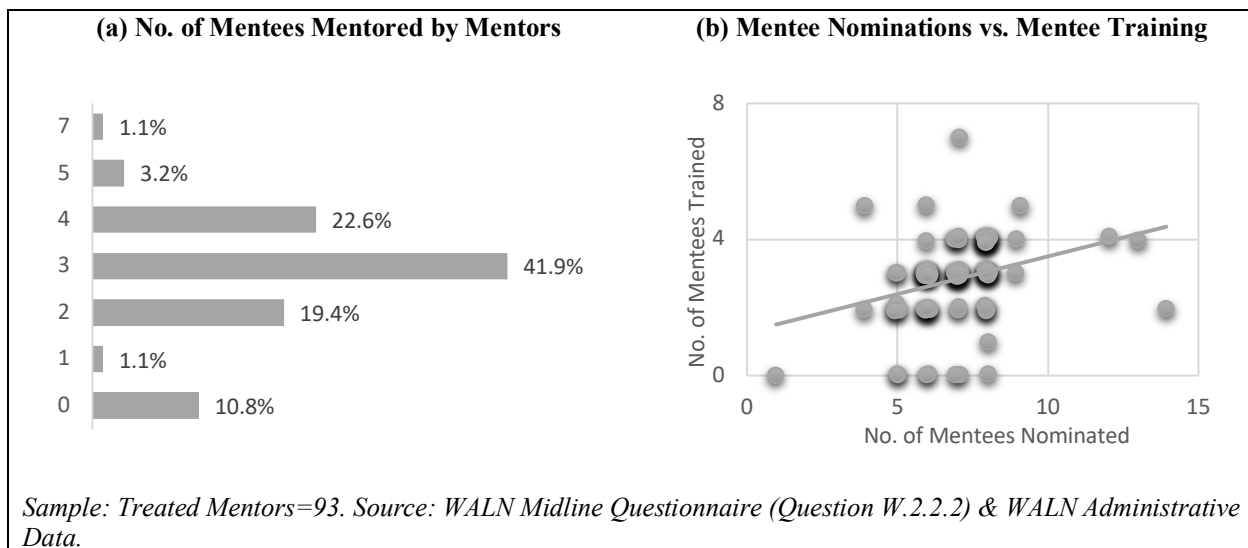 (a) No. of Mentees Mentored by Mentors
7 1.1%
5 3.2%
4 22.6%
3 41.9%
2 19.4%
1 1.1%
0 10.8%
(b) Mentee Nominations vs. Mentee Training
No. of Mentees Trained
8
4
0
0 5 10 15
No. of Mentees Nominated
Sample: Treated Mentors=93. Source: WALN Midline Questionnaire (Question W.2.2.2) & WALN Administrative
Data.